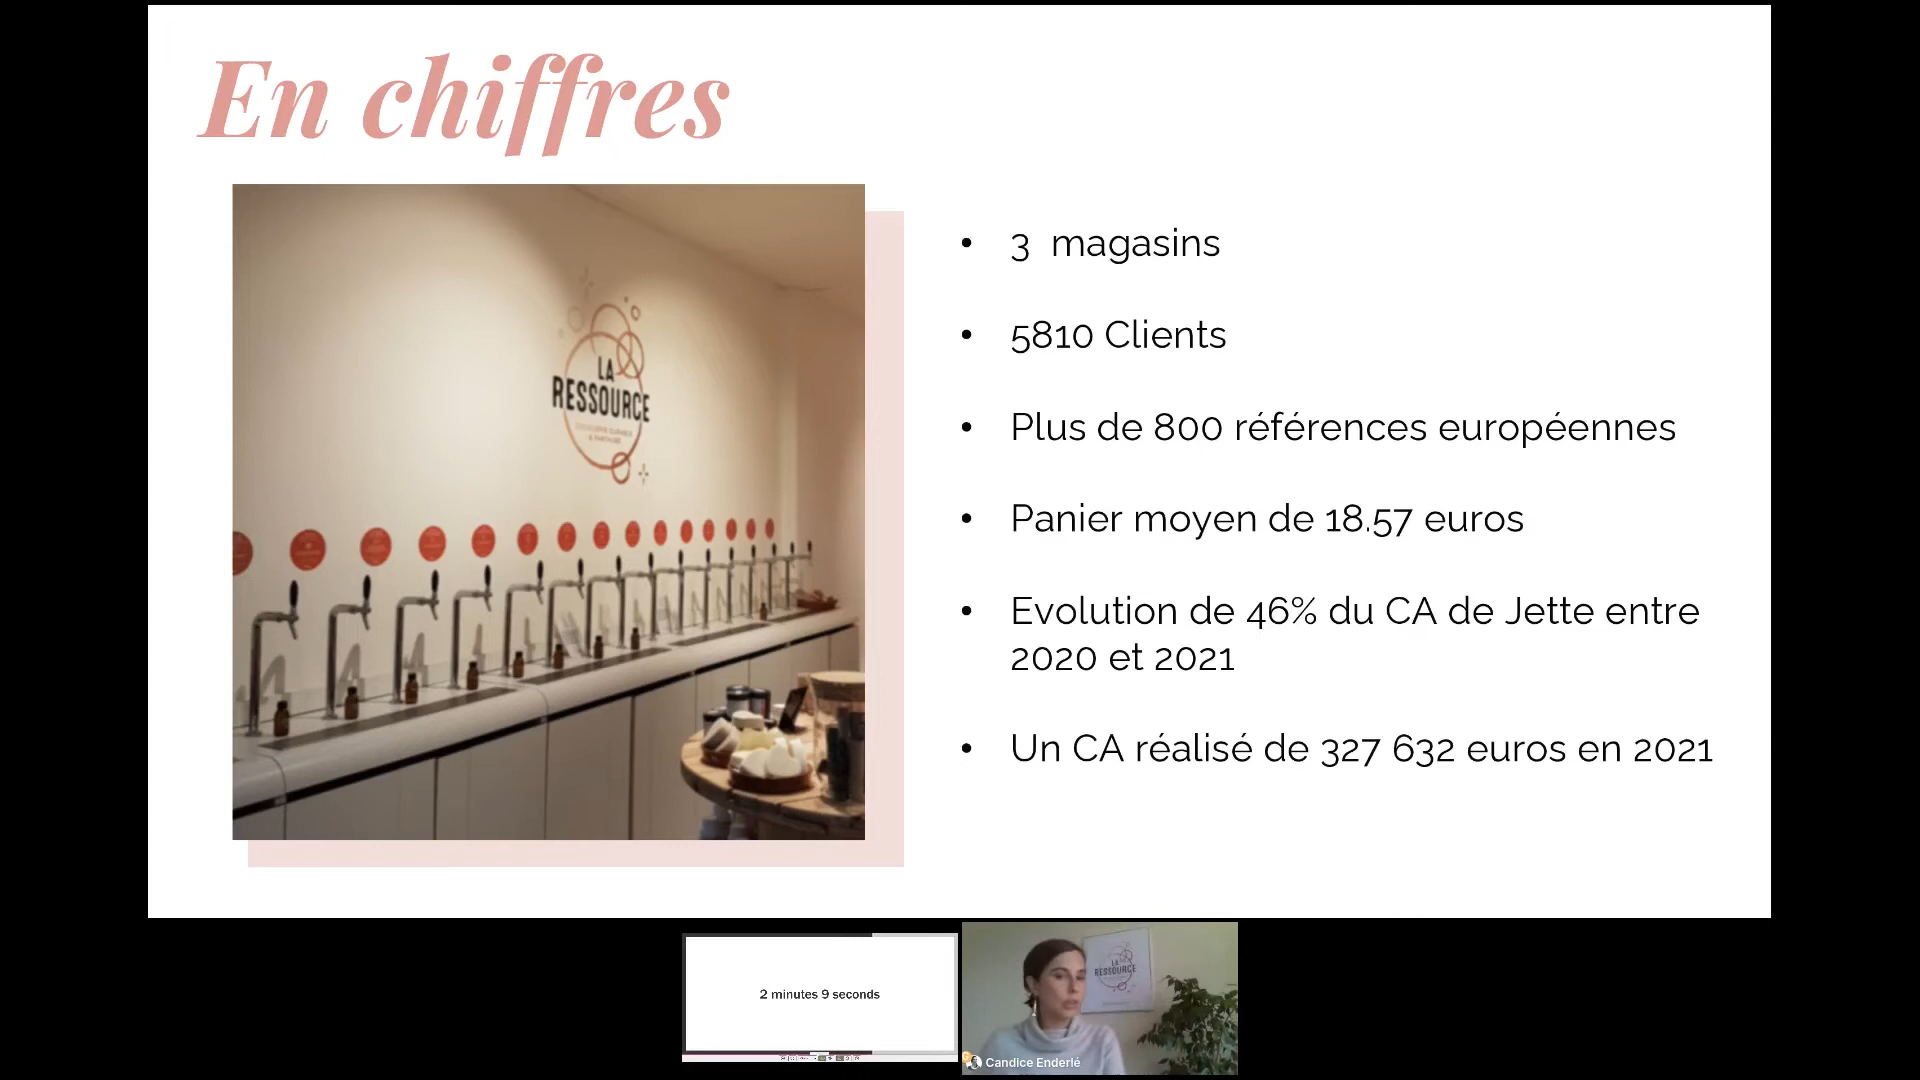 En chiffres
LA
RESSOURCE
• 3 magasins
• 5810 Clients
• Plus de 800 références européennes
• Panier moyen de 18.57 euros
• Evolution de 46% du CA de Jette entre
2020 et 2021
• Un CA réalisé de 327 632 euros en 2021
2 minutes 9 seconds
LA
RESSOURCE
Candice Enderlé